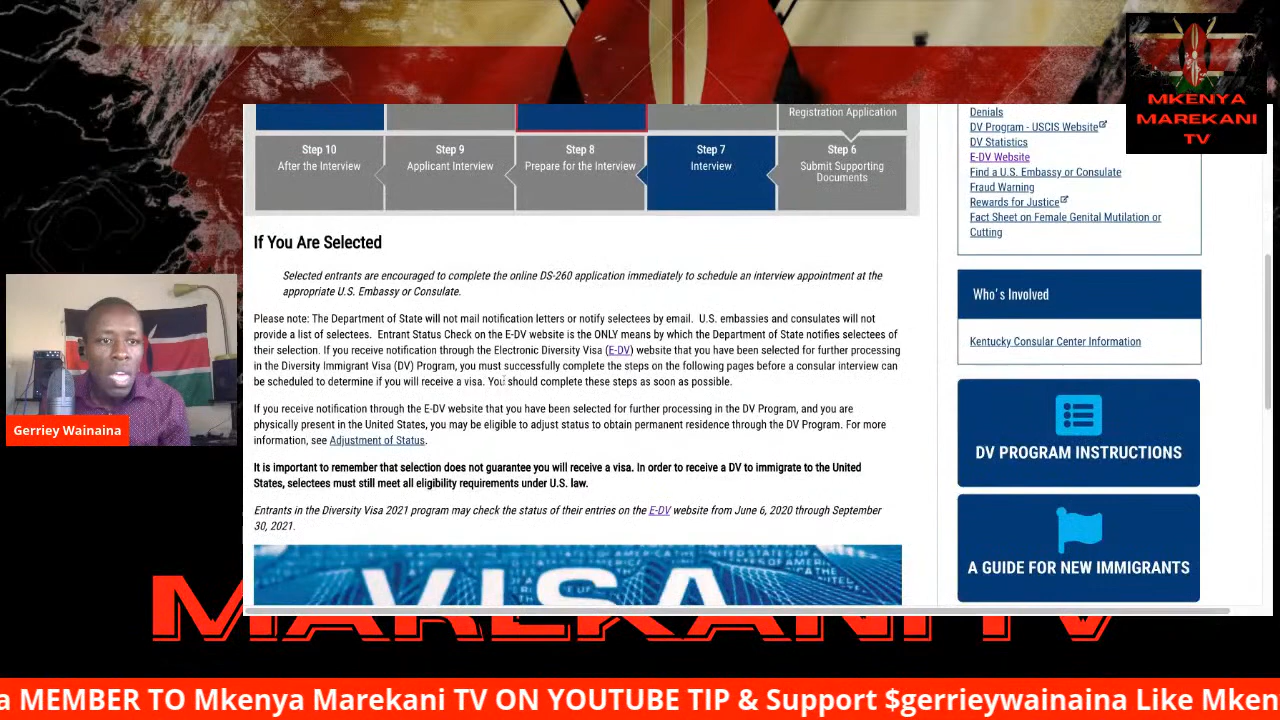 MKENYA
MAREKANI
TV
Registration Application
Step 10
After the Interview
Step 9
Applicant Interview
Step 8
Prepare for the Interview
Step 7
Interview
Step 6
Submit Supporting
Documents
If You Are Selected
Selected entrants are encouraged to complete the online DS-260 application immediately to schedule an interview appointment at the
appropriate U.S. Embassy or Consulate.
Please note: The Department of State will not mail notification letters or notify selectees by email. U.S. embassies and consulates will not
provide a list of selectees. Entrant Status Check on the E-DV website is the ONLY means by which the Department of State notifies selectees of
their selection. If you receive notification through the Electronic Diversity Visa (E-DV) website that you have been selected for further processing
in the Diversity Immigrant Visa (DV) Program, you must successfully complete the steps on the following pages before a consular interview can
be scheduled to determine if you will receive a visa. You should complete these steps as soon as possible.
If you receive notification through the E-DV website that you have been selected for further processing in the DV Program, and you are
physically present in the United States, you may be eligible to adjust status to obtain permanent residence through the DV Program. For more
information, see Adjustment of Status.
It is important to remember that selection does not guarantee you will receive a visa. In order to receive a DV to immigrate to the United
States, selectees must still meet all eligibility requirements under U.S. law.
Entrants in the Diversity Visa 2021 program may check the status of their entries on the E-DV website from June 6, 2020 through September
30, 2021.
VISA
Denials
DV Program - USCIS Website
DV Statistics
E-DV Website
Find a U.S. Embassy or Consulate
Fraud Warning
Rewards for Justice
Fact Sheet on Female Genital Mutilation or
Cutting
Who's Involved
Kentucky Consular Center Information
DV PROGRAM INSTRUCTIONS
A GUIDE FOR NEW IMMIGRANTS
Gerriey Wainaina
MAREKANI TV
a MEMBER TO Mkenya Marekani TV ON YOUTUBE TIP & Support $gerrieywainaina Like Mken